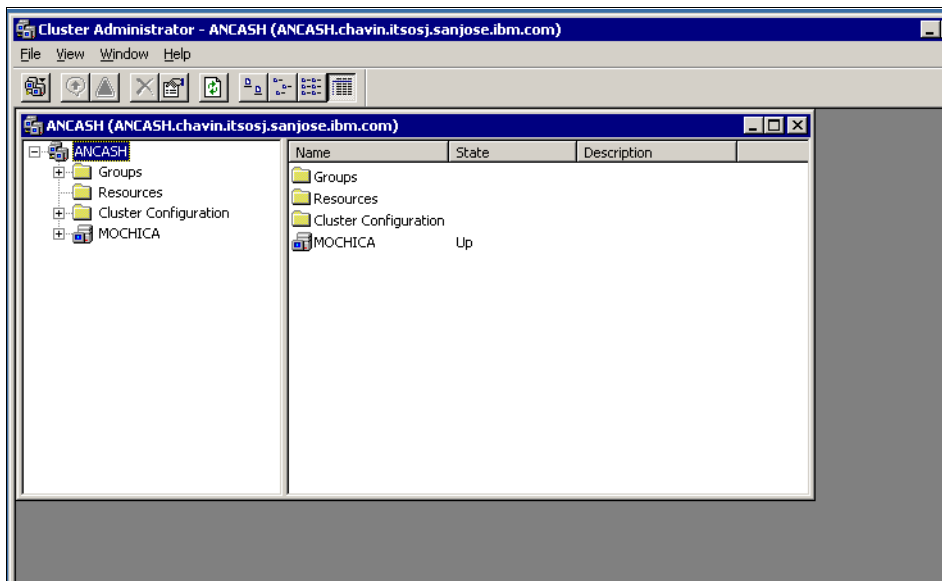 Cluster Administrator - ANCASH (ANCASH.chavin.itsosj.sanjose.ibm.com)
File View Window Help
ANCASH (ANCASH.chavin.itsosj.sanjose.ibm.com)
ANCASH
Groups
Resources
Cluster Configuration
MOCHICA
Name State Description
Groups
Resources
Cluster Configuration
MOCHICA Up